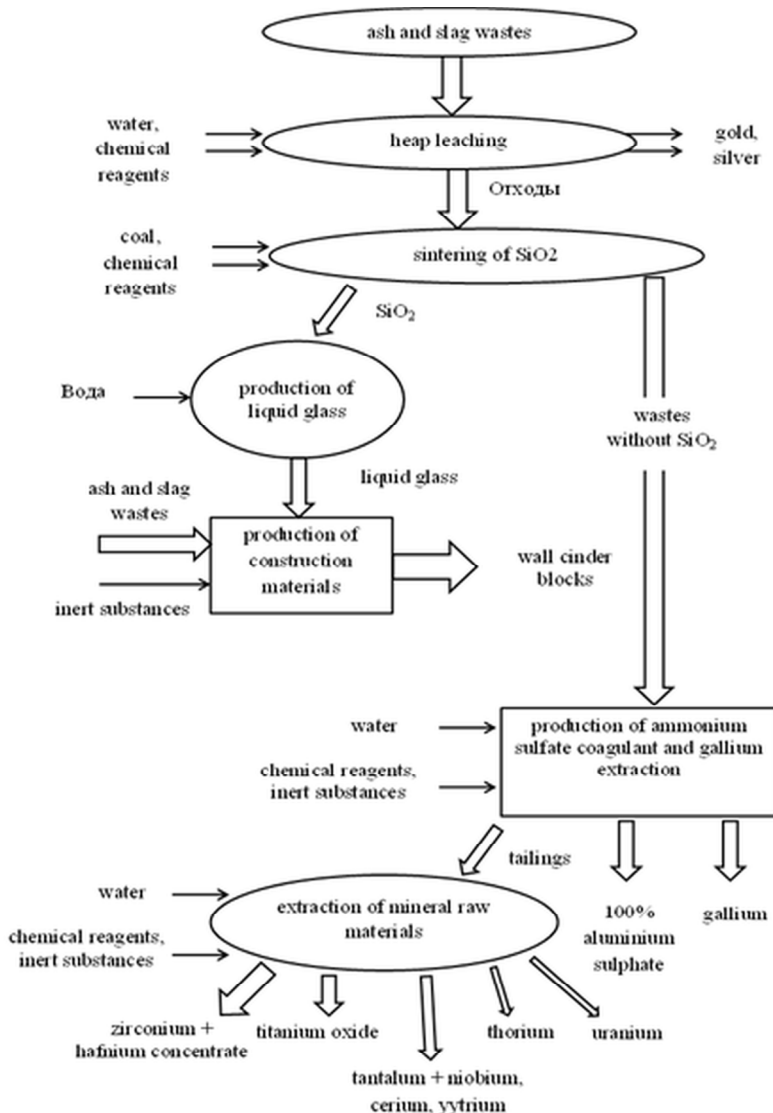 ash and slag wastes
water,
chemical
reagents
heap leaching
gold,
silver
Отходы
coal,
chemical
reagents
sintering of SiO2
SiO₂
Вода
production of
liquid glass
wastes
without SiO₂
liquid glass
ash and slag
wastes
production of
construction
materials
wall cinder
blocks
inert substances
water
production of ammonium
sulfate coagulant and gallium
extraction
chemical reagents,
inert substances
tailings
water
extraction of mineral raw
materials
100%
aluminium
sulphate
gallium
chemical reagents,
inert substances
zirconium +
hafnium concentrate
titanium oxide
thorium
uranium
tantalum + niobium,
cerium, yytrium